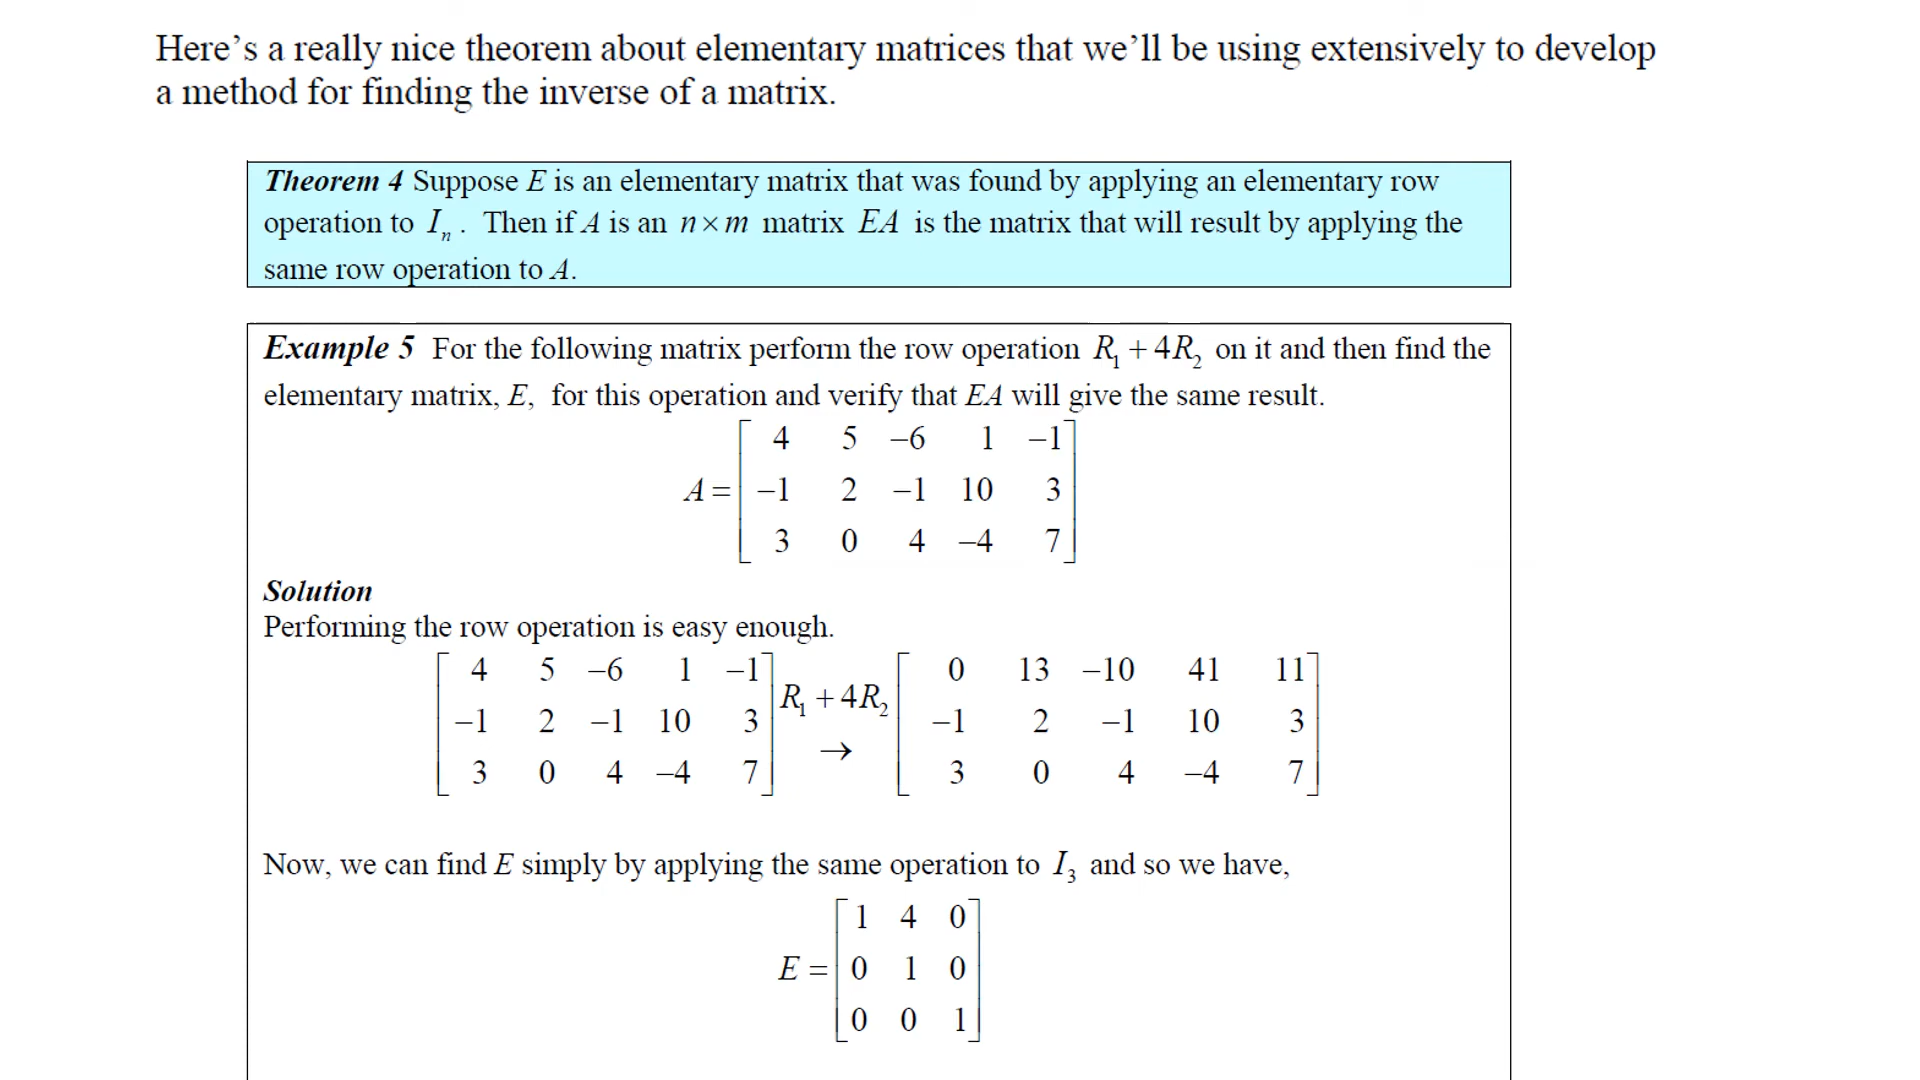 Here’s a really nice theorem about elementary matrices that we’ll be using extensively to develop
a method for finding the inverse of a matrix.
Theorem 4 Suppose E is an elementary matrix that was found by applying an elementary row
operation to Iₙ . Then if A is an n×m matrix EA is the matrix that will result by applying the
same row operation to A.
Example 5 For the following matrix perform the row operation R₁ + 4R₂ on it and then find the
elementary matrix, E, for this operation and verify that EA will give the same result.
4 5 −6 1 −1
A = −1 2 −1 10 3
3 0 4 −4 7
Solution
Performing the row operation is easy enough.
4 5 −6 1 −1 R₁ + 4R₂ 0 13 −10 41 11
−1 2 −1 10 3 → −1 2 −1 10 3
3 0 4 −4 7 3 0 4 −4 7
Now, we can find E simply by applying the same operation to I₃ and so we have,
1 4 0
E = 0 1 0
0 0 1